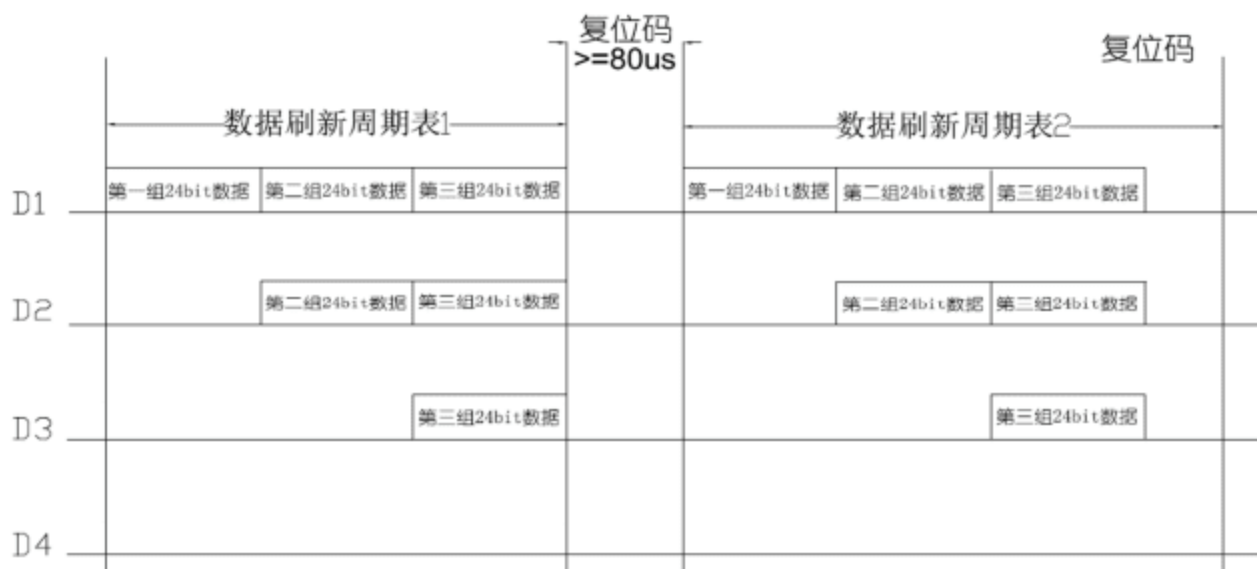 复位码
>=80us
复位码
数据刷新周期表1
数据刷新周期表2
D1
第一组24bit数据 第二组24bit数据 第三组24bit数据
第一组24bit数据 第二组24bit数据 第三组24bit数据
D2
第二组24bit数据 第三组24bit数据
第二组24bit数据 第三组24bit数据
D3
第三组24bit数据
第三组24bit数据
D4